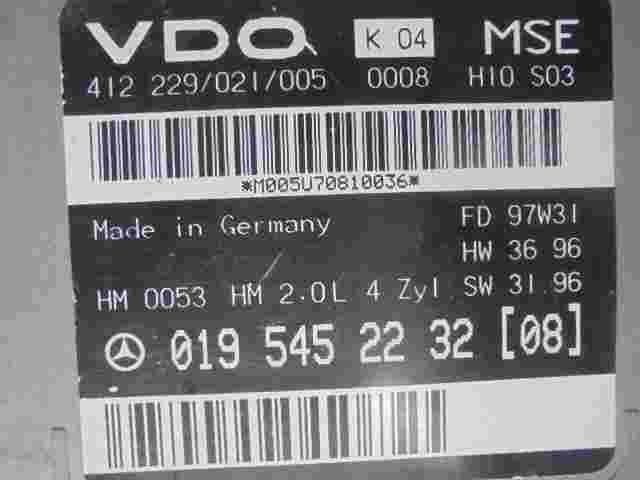 VDO K 04 MSE
412 229/021/005 0008 H10 S03
*M005U70810036*
Made in Germany FD 97W31
HW 36 96
HM 0053 HM 2.0L 4 Zyl SW 31.96
019 545 22 32 [08]